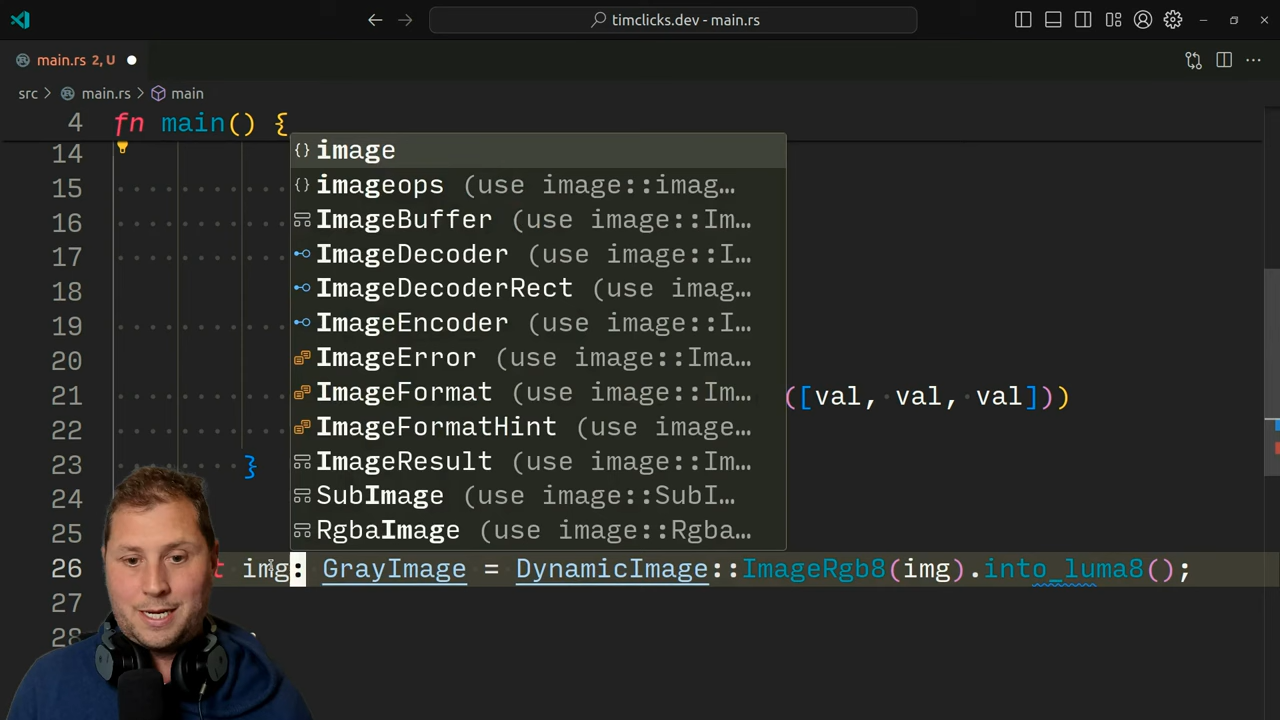 timclicks.dev - main.rs
main.rs 2, U
src > main.rs > main
4 fn main() {
14
15
16
17
18
19
20
21 ([val, val, val]))
22
23 }
24
25
26 t img: GrayImage = DynamicImage::ImageRgb8(img).into_luma8();
27
28 ;
image
imageops (use image::imag…
ImageBuffer (use image::Im…
ImageDecoder (use image::I…
ImageDecoderRect (use imag…
ImageEncoder (use image::I…
ImageError (use image::Ima…
ImageFormat (use image::Im…
ImageFormatHint (use image…
ImageResult (use image::Im…
SubImage (use image::SubI…
RgbaImage (use image::Rgba…